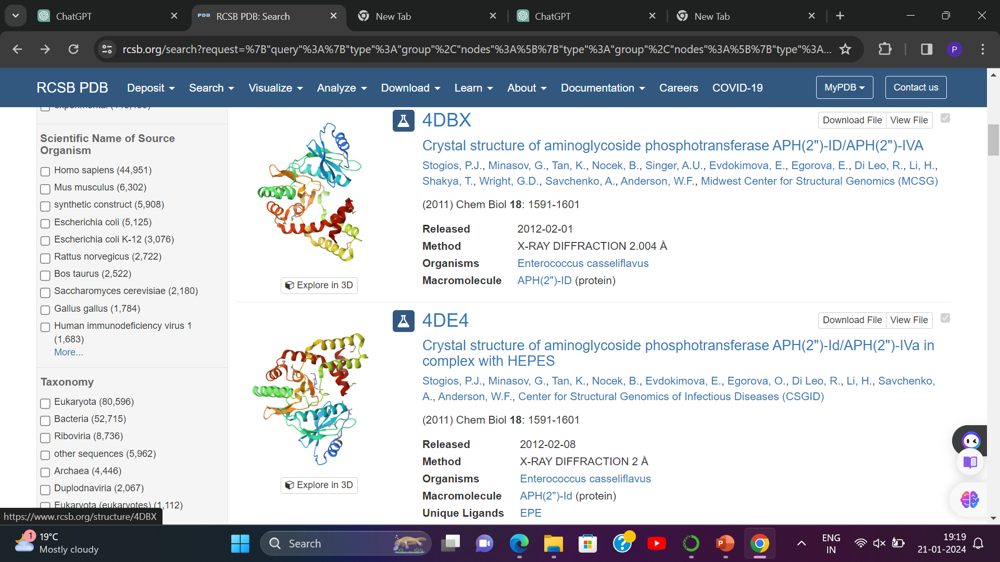 ChatGPT
PDB RCSB PDB: Search
New Tab
ChatGPT
New Tab
rcsb.org/search?request=%7B"query"%3A%7B"type"%3A"group"%2C"nodes"%3A%5B%7B"type"%3A"group"%2C"nodes"%3A%5B%7B"type"%3A...
P
RCSB PDB Deposit Search Visualize Analyze Download Learn About Documentation Careers COVID-19 MyPDB Contact us
Scientific Name of Source
Organism
Homo sapiens (44,951)
Mus musculus (6,302)
synthetic construct (5,908)
Escherichia coli (5,125)
Escherichia coli K-12 (3,076)
Rattus norvegicus (2,722)
Bos taurus (2,522)
Saccharomyces cerevisiae (2,180)
Gallus gallus (1,784)
Human immunodeficiency virus 1
(1,683)
More...
Taxonomy
Eukaryota (80,596)
Bacteria (52,715)
Riboviria (8,736)
other sequences (5,962)
Archaea (4,446)
Duplodnaviria (2,067)
Eukaryota (eukaryotes) (1,112)
https://www.rcsb.org/structure/4DBX
Explore in 3D
4DBX
Download File View File
Crystal structure of aminoglycoside phosphotransferase APH(2")-ID/APH(2")-IVA
Stogios, P.J., Minasov, G., Tan, K., Nocek, B., Singer, A.U., Evdokimova, E., Egorova, E., Di Leo, R., Li, H.,
Shakya, T., Wright, G.D., Savchenko, A., Anderson, W.F., Midwest Center for Structural Genomics (MCSG)
(2011) Chem Biol 18: 1591-1601
Released 2012-02-01
Method X-RAY DIFFRACTION 2.004 Å
Organisms Enterococcus casseliflavus
Macromolecule APH(2")-ID (protein)
Explore in 3D
4DE4
Download File View File
Crystal structure of aminoglycoside phosphotransferase APH(2")-Id/APH(2")-IVa in
complex with HEPES
Stogios, P.J., Minasov, G., Tan, K., Nocek, B., Evdokimova, E., Egorova, O., Di Leo, R., Li, H., Savchenko,
A., Anderson, W.F., Center for Structural Genomics of Infectious Diseases (CSGID)
(2011) Chem Biol 18: 1591-1601
Released 2012-02-08
Method X-RAY DIFFRACTION 2 Å
Organisms Enterococcus casseliflavus
Macromolecule APH(2")-Id (protein)
Unique Ligands EPE
1
19°C
Mostly cloudy
Search
P
ENG
IN
19:19
21-01-2024